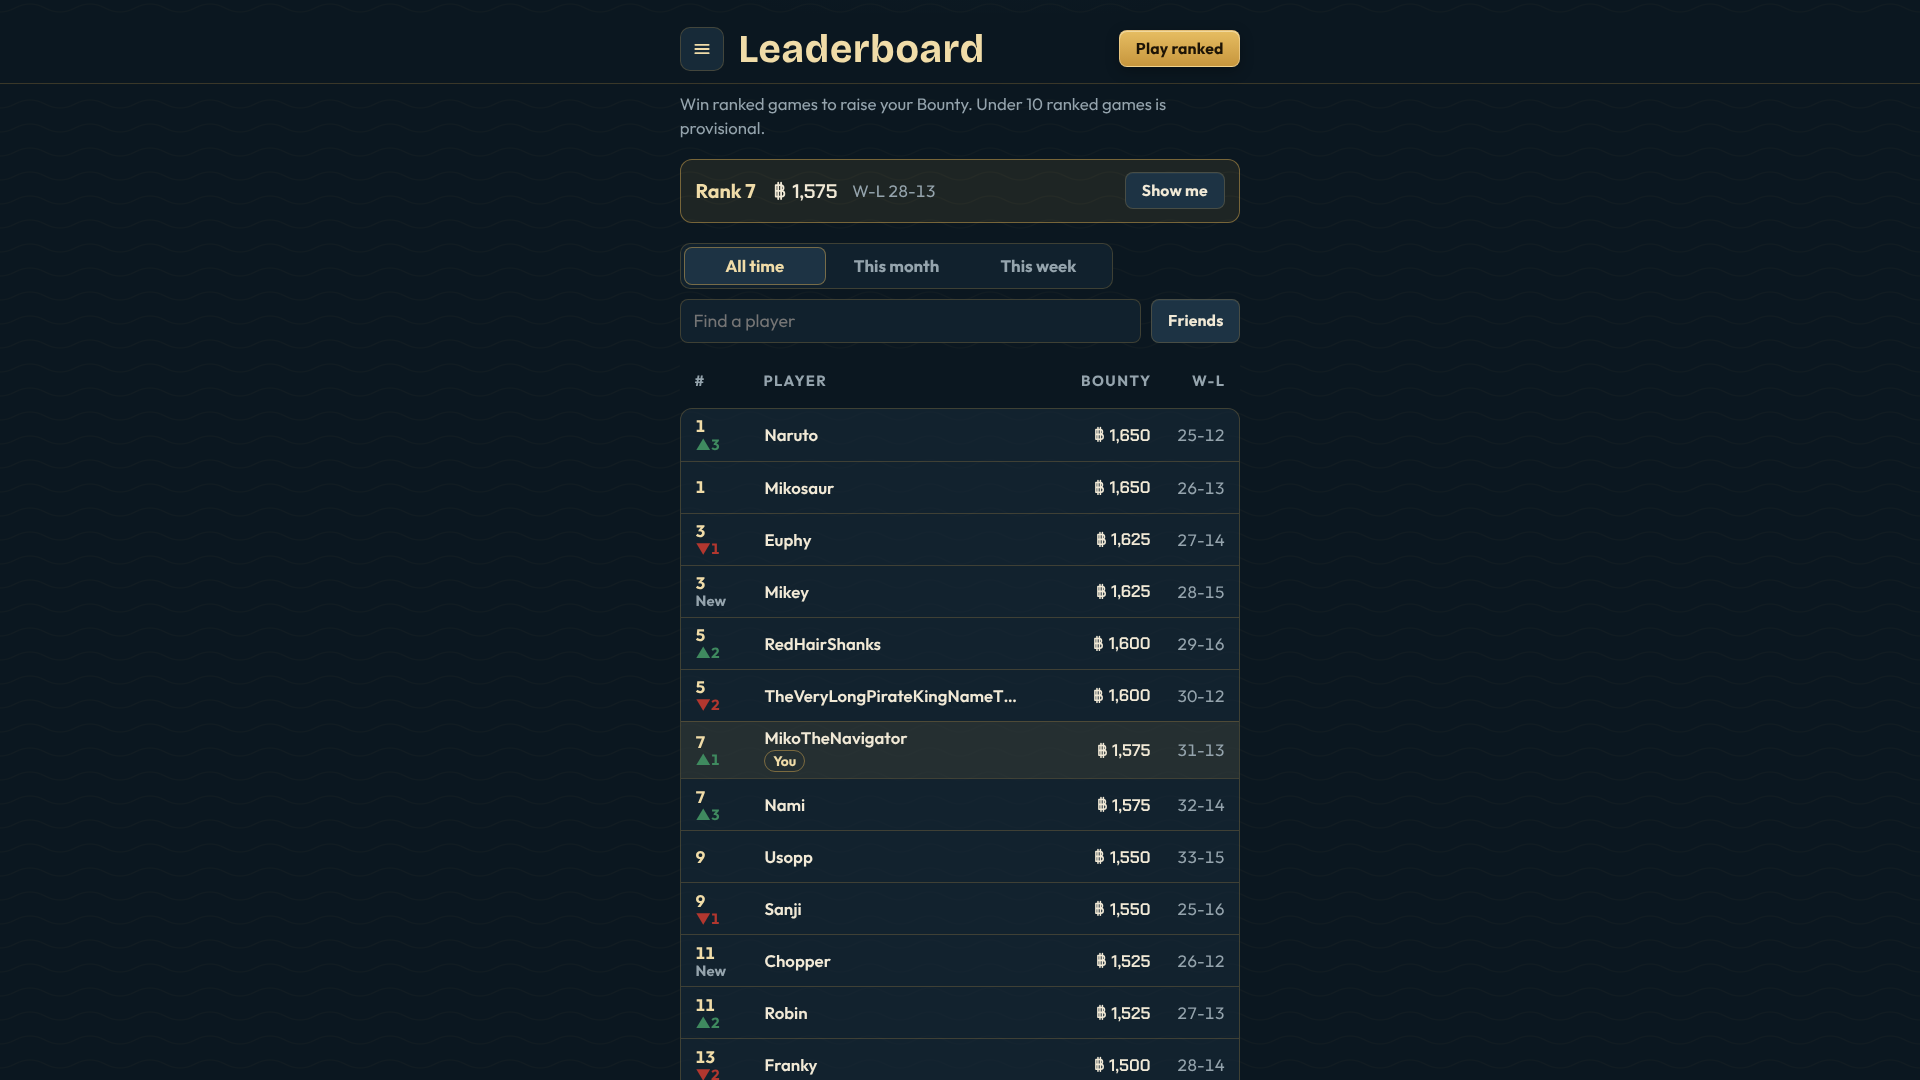 Leaderboard
Play ranked
Win ranked games to raise your Bounty. Under 10 ranked games is
provisional.
Rank 7 ฿ 1,575 W-L 28-13
Show me
All time This month This week
Find a player
Friends
# PLAYER BOUNTY W-L
1 ▲3 Naruto ฿ 1,650 25-12
1 Mikosaur ฿ 1,650 26-13
3 ▼1 Euphy ฿ 1,625 27-14
3 New Mikey ฿ 1,625 28-15
5 ▲2 RedHairShanks ฿ 1,600 29-16
5 ▼2 TheVeryLongPirateKingNameT... ฿ 1,600 30-12
7 ▲1 MikoTheNavigator You ฿ 1,575 31-13
7 ▲3 Nami ฿ 1,575 32-14
9 Usopp ฿ 1,550 33-15
9 ▼1 Sanji ฿ 1,550 25-16
11 New Chopper ฿ 1,525 26-12
11 ▲2 Robin ฿ 1,525 27-13
13 ▼2 Franky ฿ 1,500 28-14